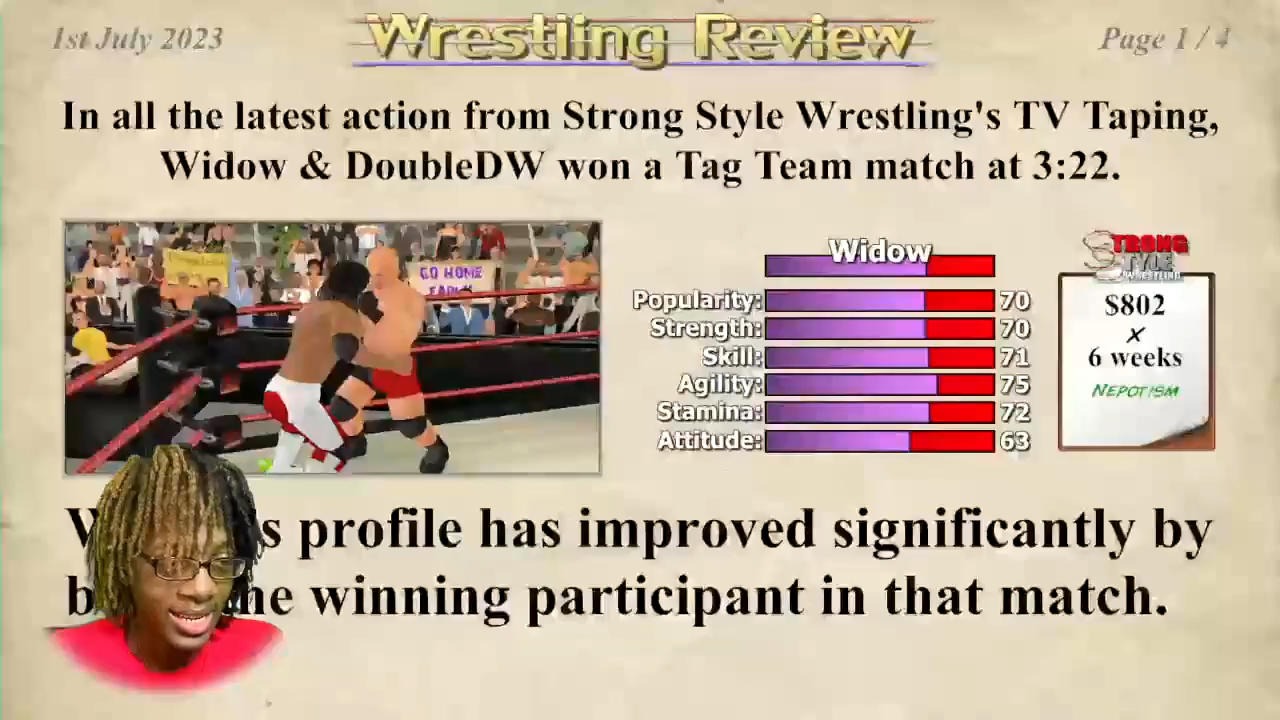 1st July 2023
Wrestling Review
Page 1 / 4
In all the latest action from Strong Style Wrestling's TV Taping,
Widow & DoubleDW won a Tag Team match at 3:22.
GO HOME
Widow
Popularity: 70
Strength: 70
Skill: 71
Agility: 75
Stamina: 72
Attitude: 63
STRONG
STYLE
WRESTLING
$802
x
6 weeks
NEPOTISM
profile has improved significantly by
winning participant in that match.